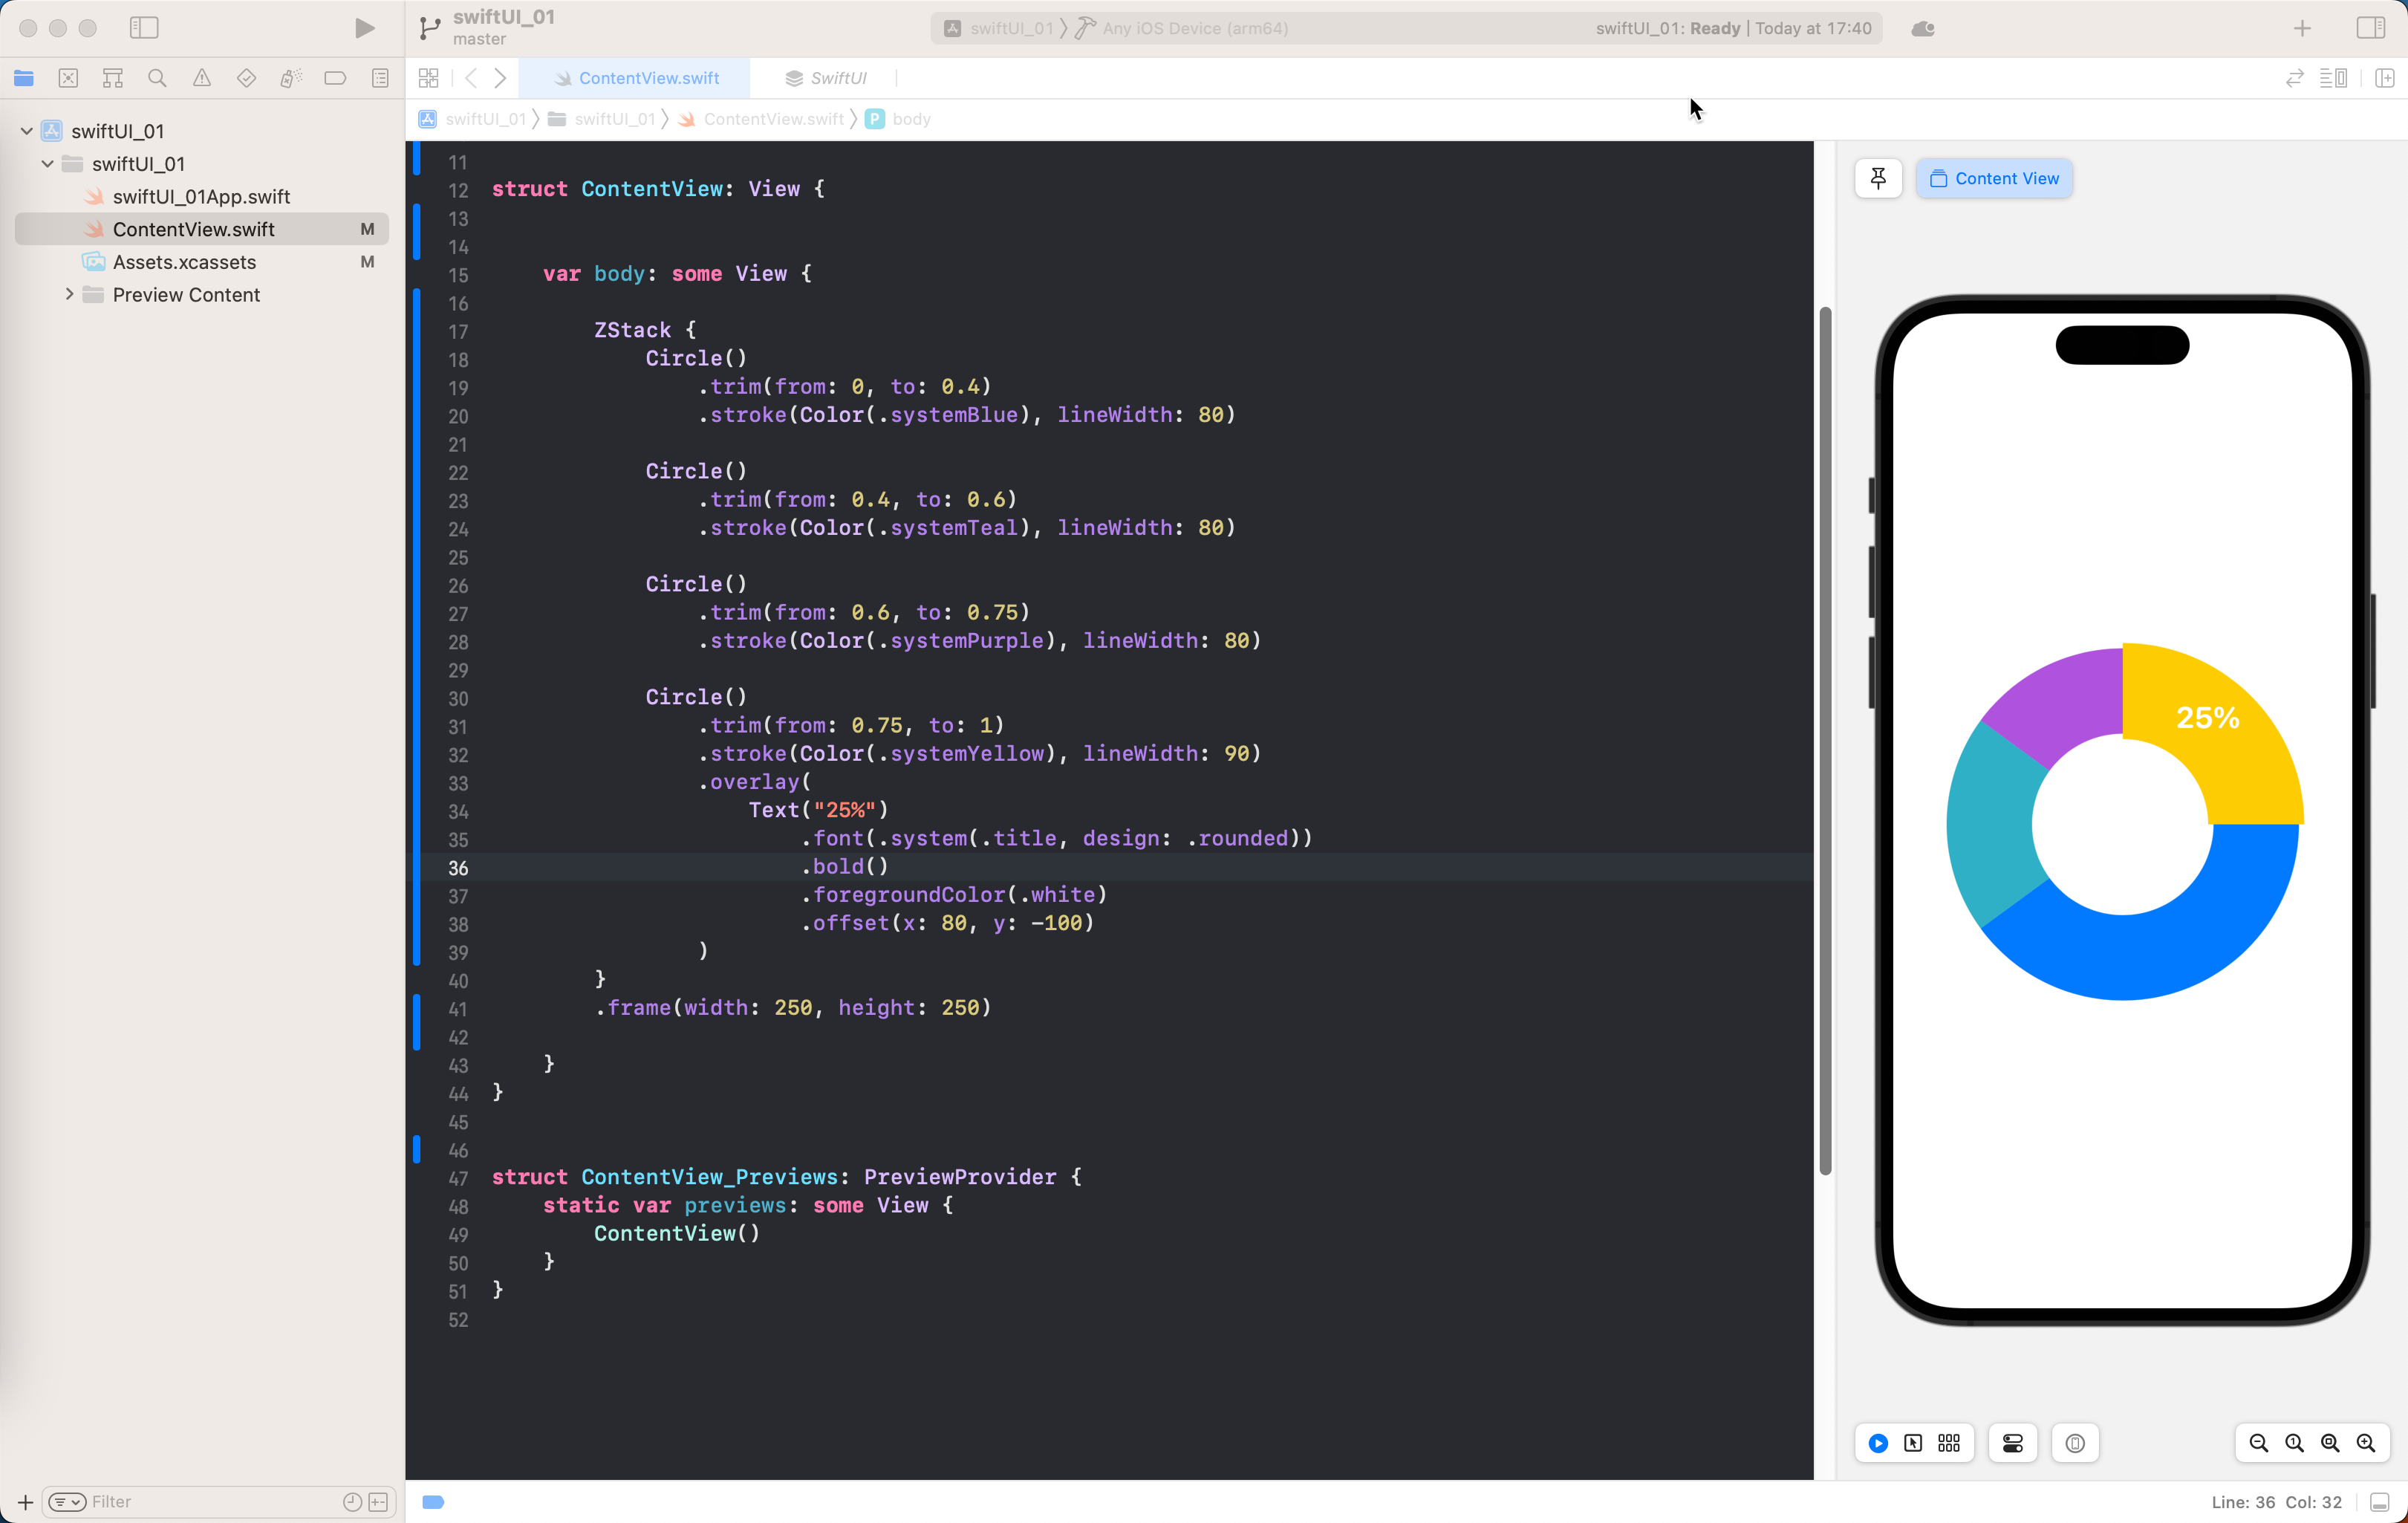 swiftUI_01
master
swiftUI_01 Any iOS Device (arm64) swiftUI_01: Ready | Today at 17:40
ContentView.swift SwiftUI
swiftUI_01 swiftUI_01 ContentView.swift P body
swiftUI_01
swiftUI_01
swiftUI_01App.swift
ContentView.swift M
Assets.xcassets M
Preview Content
11
12 struct ContentView: View {
13
14
15 var body: some View {
16
17 ZStack {
18 Circle()
19 .trim(from: 0, to: 0.4)
20 .stroke(Color(.systemBlue), lineWidth: 80)
21
22 Circle()
23 .trim(from: 0.4, to: 0.6)
24 .stroke(Color(.systemTeal), lineWidth: 80)
25
26 Circle()
27 .trim(from: 0.6, to: 0.75)
28 .stroke(Color(.systemPurple), lineWidth: 80)
29
30 Circle()
31 .trim(from: 0.75, to: 1)
32 .stroke(Color(.systemYellow), lineWidth: 90)
33 .overlay(
34 Text("25%")
35 .font(.system(.title, design: .rounded))
36 .bold()
37 .foregroundColor(.white)
38 .offset(x: 80, y: -100)
39 )
40 }
41 .frame(width: 250, height: 250)
42
43 }
44 }
45
46
47 struct ContentView_Previews: PreviewProvider {
48 static var previews: some View {
49 ContentView()
50 }
51 }
52
Content View
25%
Filter
Line: 36 Col: 32